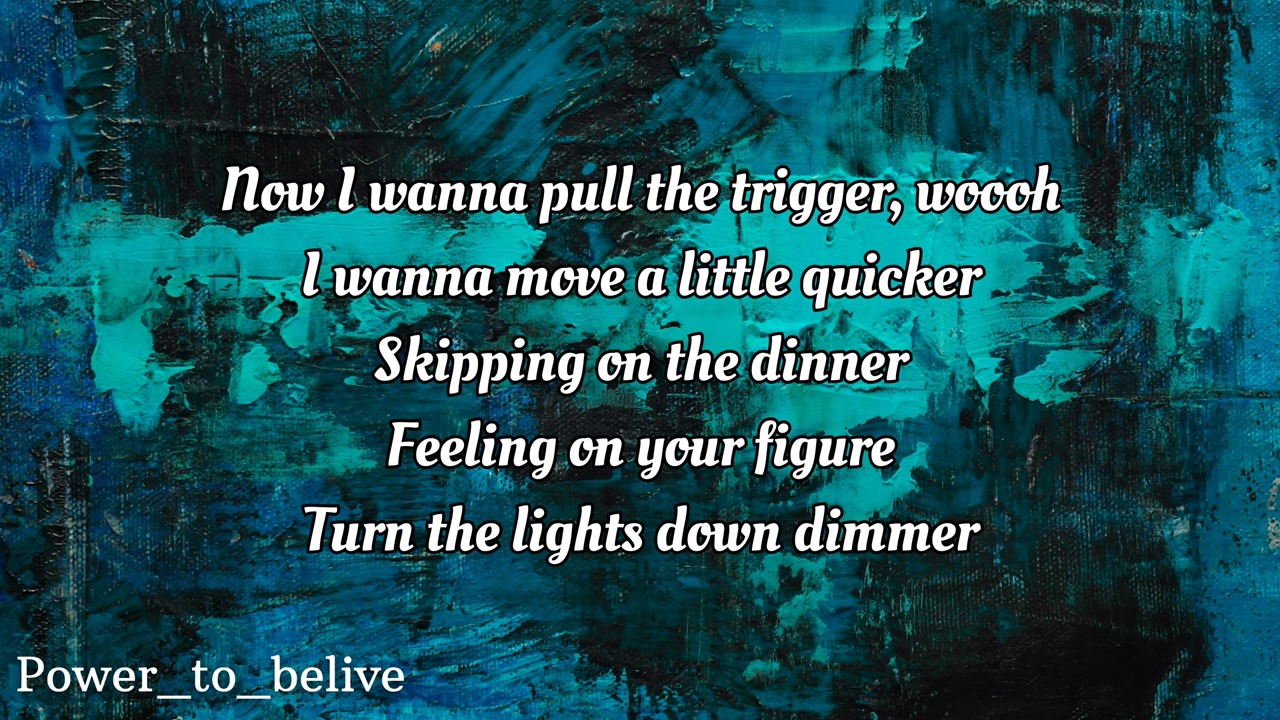 Now I wanna pull the trigger, woooh
I wanna move a little quicker
Skipping on the dinner
Feeling on your figure
Turn the lights down dimmer
Power_to_belive